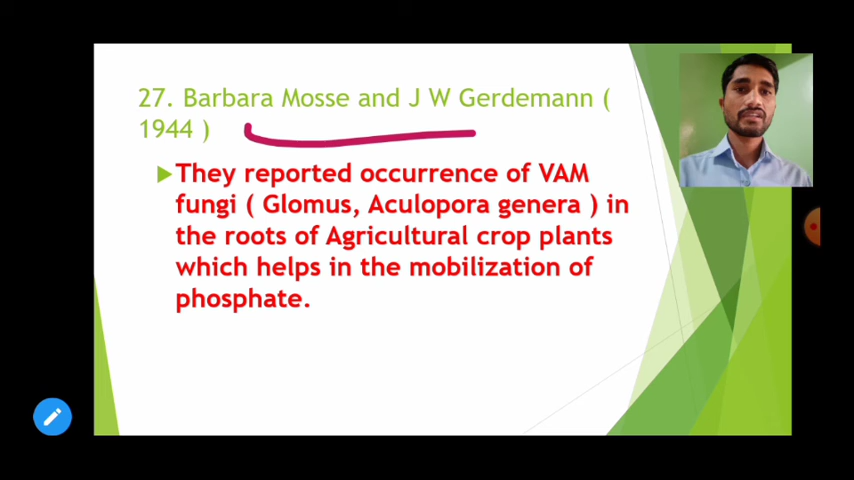 27. Barbara Mosse and J W Gerdemann (
1944 )
They reported occurrence of VAM
fungi ( Glomus, Aculopora genera ) in
the roots of Agricultural crop plants
which helps in the mobilization of
phosphate.